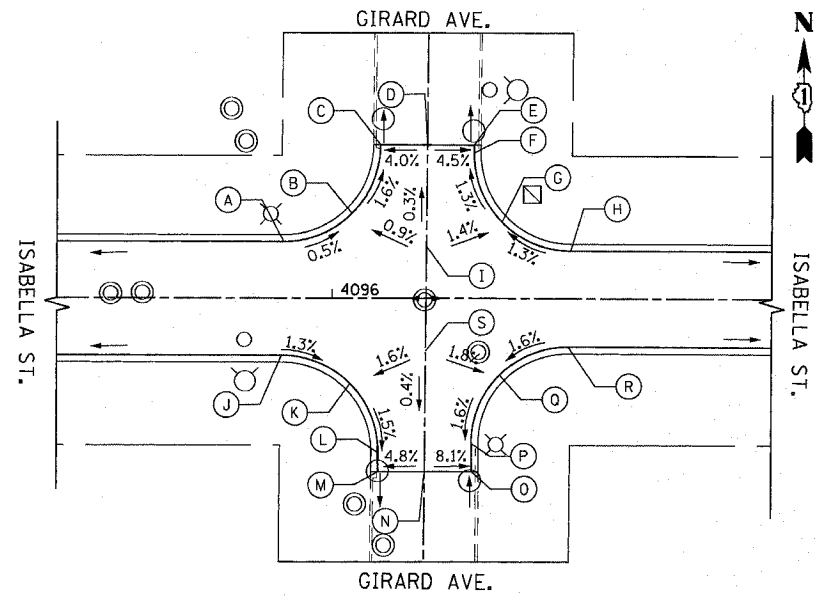 GIRARD AVE.
N
1
D
C
E
F
4.0%
4.5%
B
G
1.6%
0.3%
1.3%
A
H
0.9%
1.4%
0.5%
1.3%
I
ISABELLA ST.
ISABELLA ST.
4096
S
1.3%
1.6%
1.8%
1.6%
J
R
K
0.4%
Q
1.5%
1.6%
L
P
4.8%
8.1%
M
O
N
GIRARD AVE.